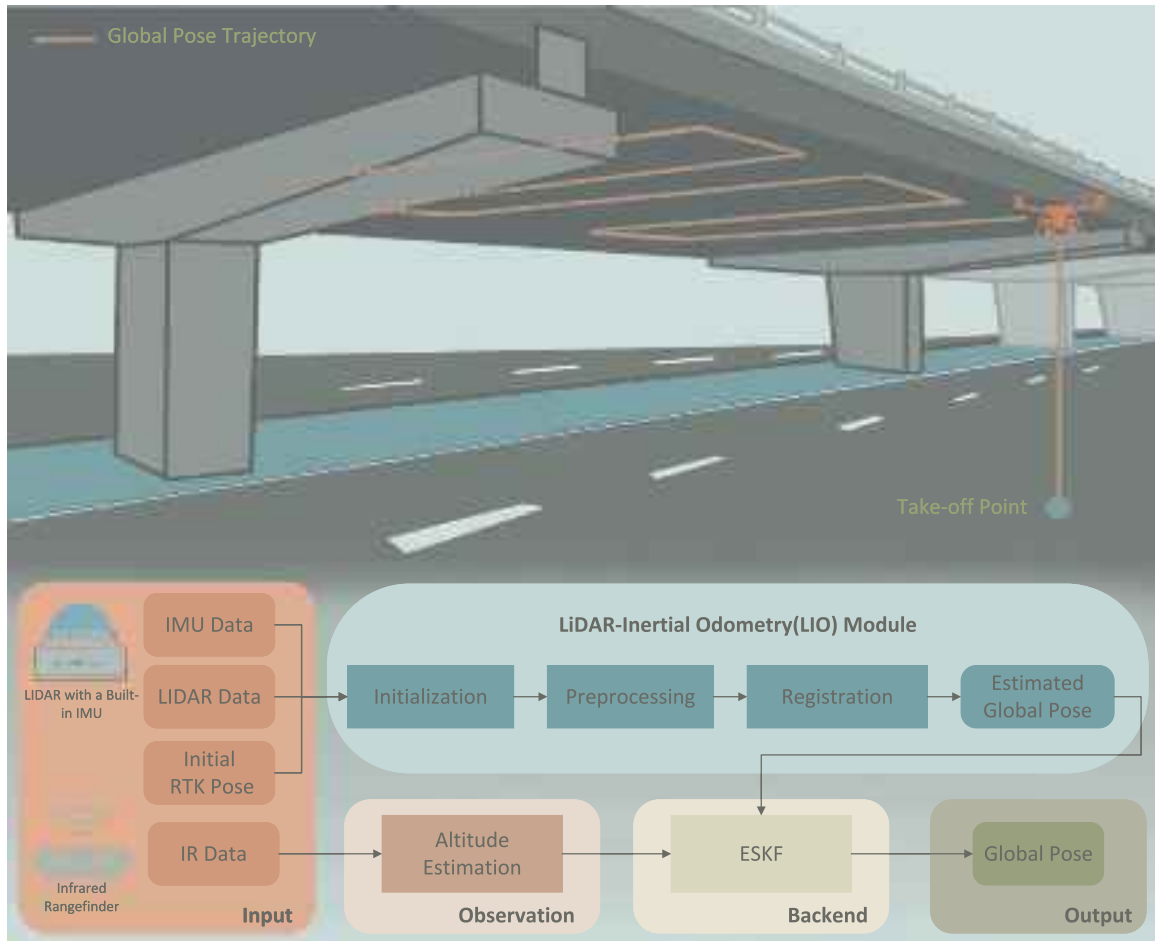 Global Pose Trajectory
Take-off Point
LIDAR with a Built-
in IMU
IMU Data
LIDAR Data
Initial
RTK Pose
IR Data
Infrared
Rangefinder
Input
LiDAR-Inertial Odometry(LIO) Module
Initialization
Preprocessing
Registration
Estimated
Global Pose
Altitude
Estimation
Observation
ESKF
Backend
Global Pose
Output